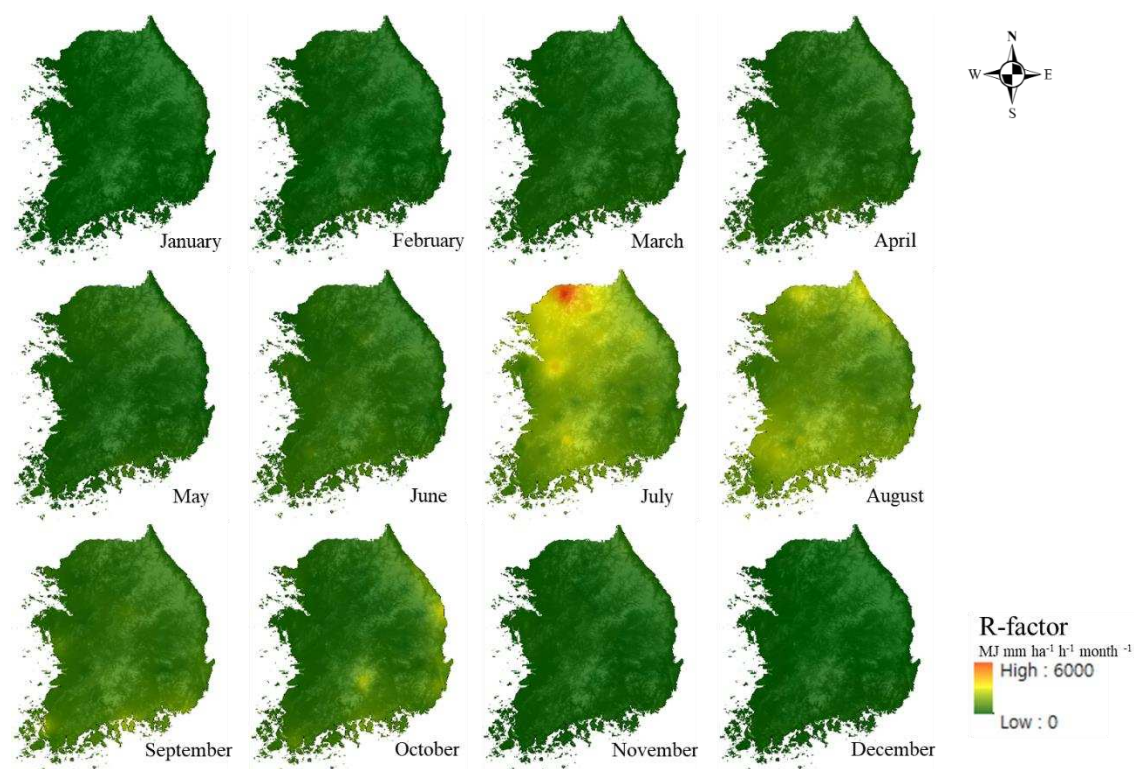 N
W E
S
January
February
March
April
May
June
July
August
September
October
November
December
R-factor
MJ mm ha⁻¹ h⁻¹ month ⁻¹
High : 6000
Low : 0